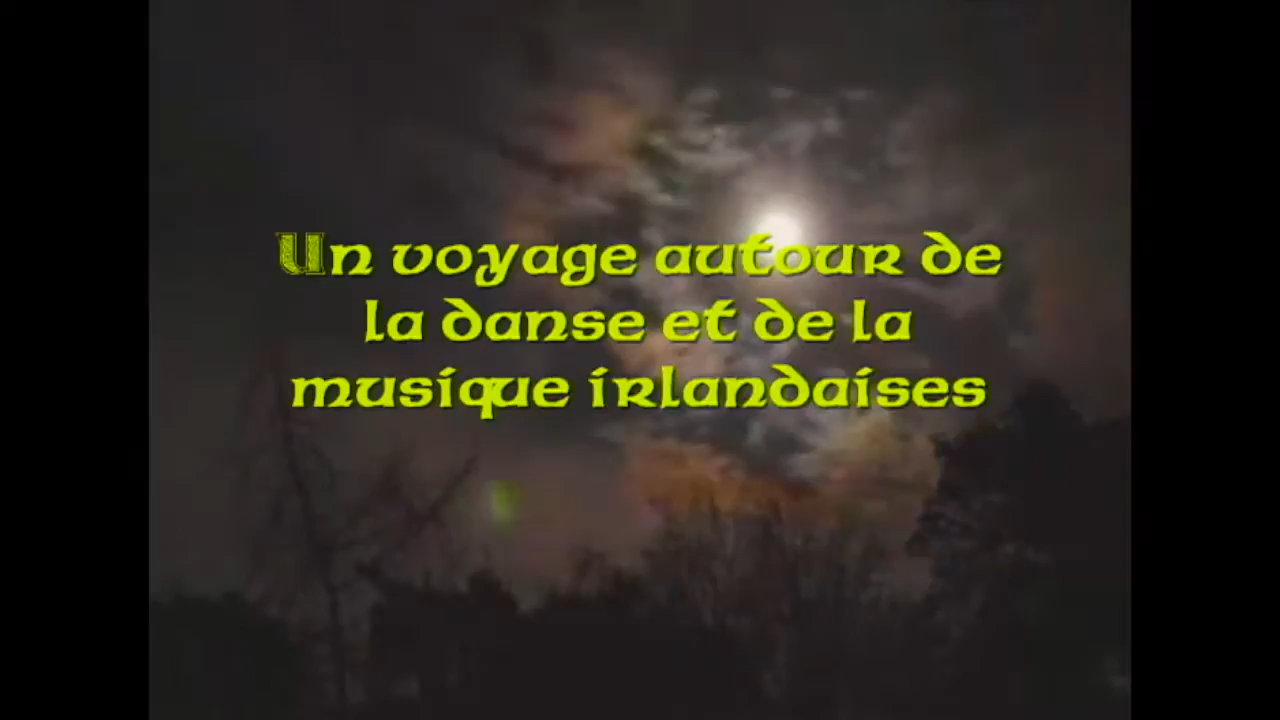 Un voyage autour de
la danse et de la
musique irlandaises